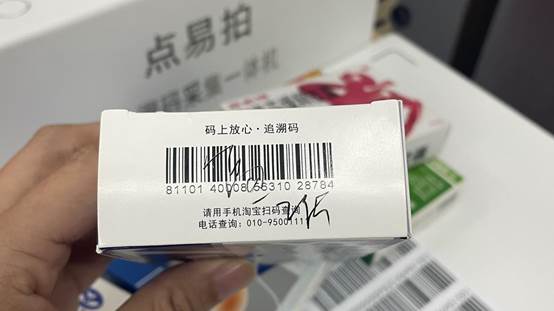 点易拍
码上放心·追溯码
81101 40008 56310 28784
请用手机淘宝扫码查询
电话查询:010-95001111